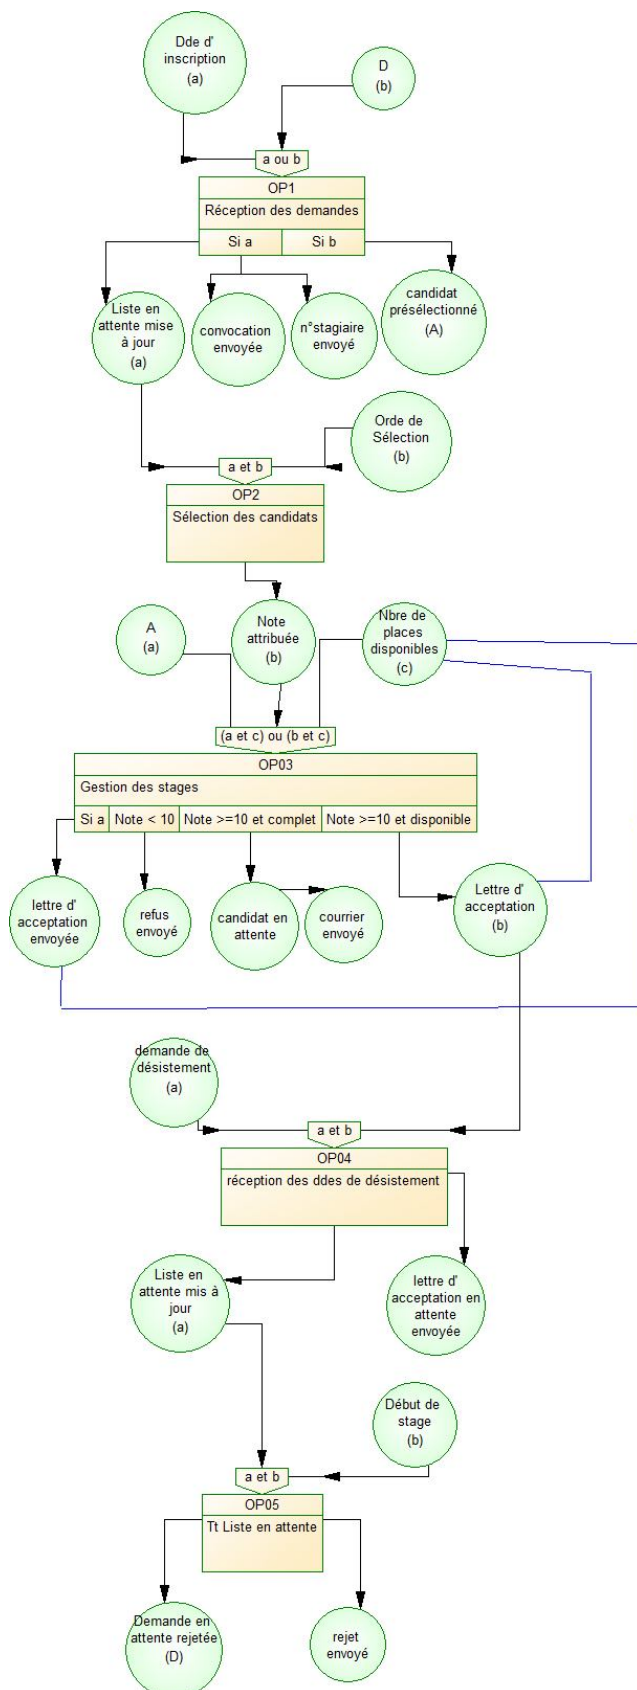 Dde d'
inscription
(a)
D
(b)
a ou b
OP1
Réception des demandes
Si a
Si b
Liste en
attente mise
à jour
(a)
convocation
envoyée
n°stagiaire
envoyé
candidat
présélectionné
(A)
Orde de
Sélection
(b)
a et b
OP2
Sélection des candidats
A
(a)
Note
attribuée
(b)
Nbre de
places
disponibles
(c)
(a et c) ou (b et c)
OP03
Gestion des stages
Si a
Note < 10
Note >=10 et complet
Note >=10 et disponible
lettre d'
acceptation
envoyée
refus
envoyé
candidat en
attente
courrier
envoyé
Lettre d'
acceptation
(b)
demande de
désistement
(a)
a et b
OP04
réception des ddes de désistement
Liste en
attente mis à
jour
(a)
lettre d'
acceptation en
attente
envoyée
Début de
stage
(b)
a et b
OP05
Tt Liste en attente
Demande en
attente rejetée
(D)
rejet
envoyé